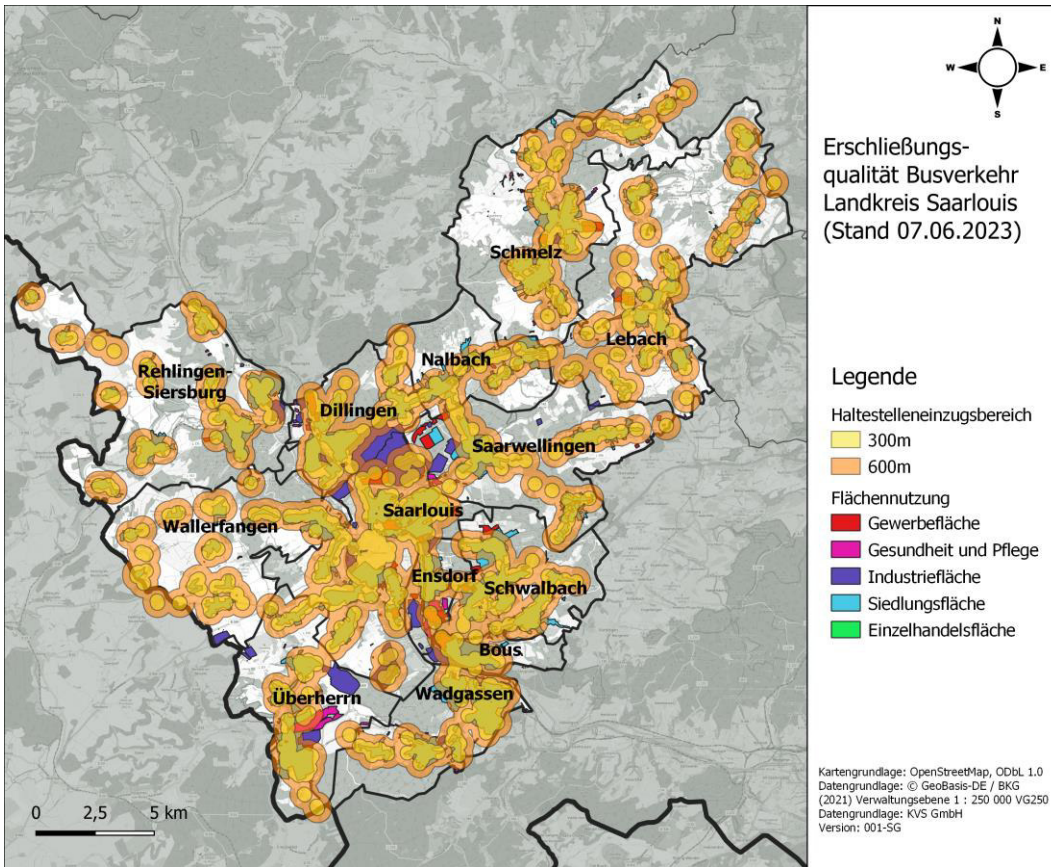 N
W
E
S
Erschließungs-
qualität Busverkehr
Landkreis Saarlouis
(Stand 07.06.2023)
Schmelz
Lebach
Nalbach
Rehlingen-
Siersburg
Dillingen
Saarwellingen
Saarlouis
Wallerfangen
Ensdorf
Schwalbach
Bous
Wadgassen
Überherrn
0 2,5 5 km
Legende
Haltestelleneinzugsbereich
300m
600m
Flächennutzung
Gewerbefläche
Gesundheit und Pflege
Industriefläche
Siedlungsfläche
Einzelhandelsfläche
Kartengrundlage: OpenStreetMap, ODbL 1.0
Datengrundlage: © GeoBasis-DE / BKG
(2021) Verwaltungsebene 1 : 250 000 VG250
Datengrundlage: KVS GmbH
Version: 001-SG